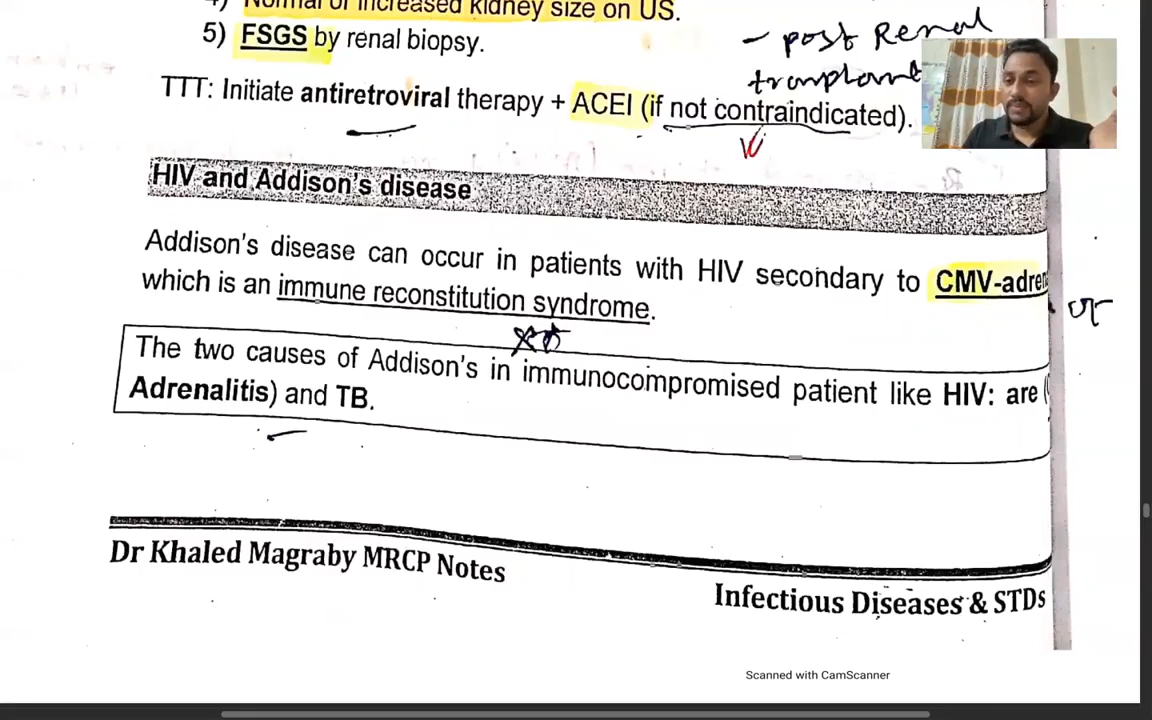 4) Normal or increased kidney size on US.
5) FSGS by renal biopsy.
- post Renal
transplant
TTT: Initiate antiretroviral therapy + ACEI (if not contraindicated).
HIV and Addison's disease
Addison's disease can occur in patients with HIV secondary to CMV-adre
which is an immune reconstitution syndrome.
The two causes of Addison's in immunocompromised patient like HIV: are (
Adrenalitis) and TB.
Dr Khaled Magraby MRCP Notes
Infectious Diseases & STDs
Scanned with CamScanner